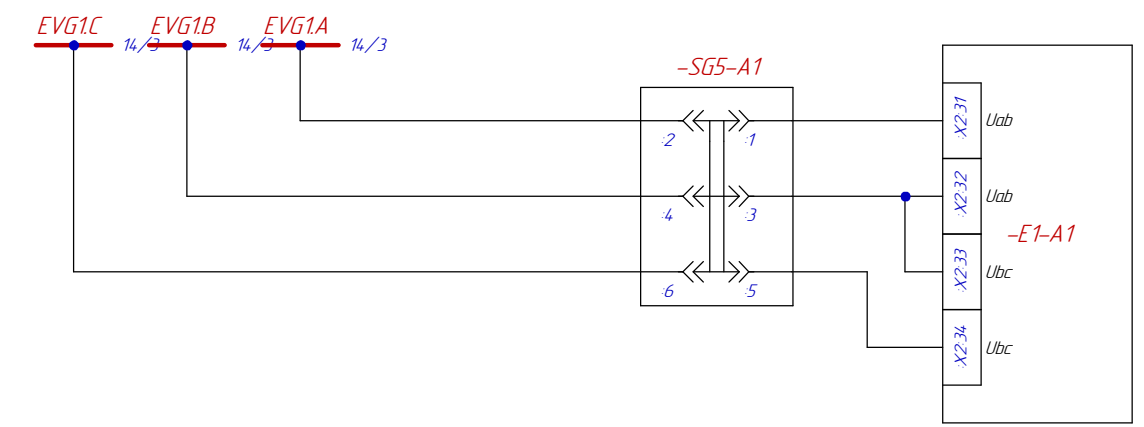 EVG1.C
EVG1.B
EVG1.A
14/3
14/3
14/3
-SG5-A1
:2
:1
:4
:3
:6
:5
:X2:31
Uab
:X2:32
Uab
-E1-A1
:X2:33
Ubc
:X2:34
Ubc